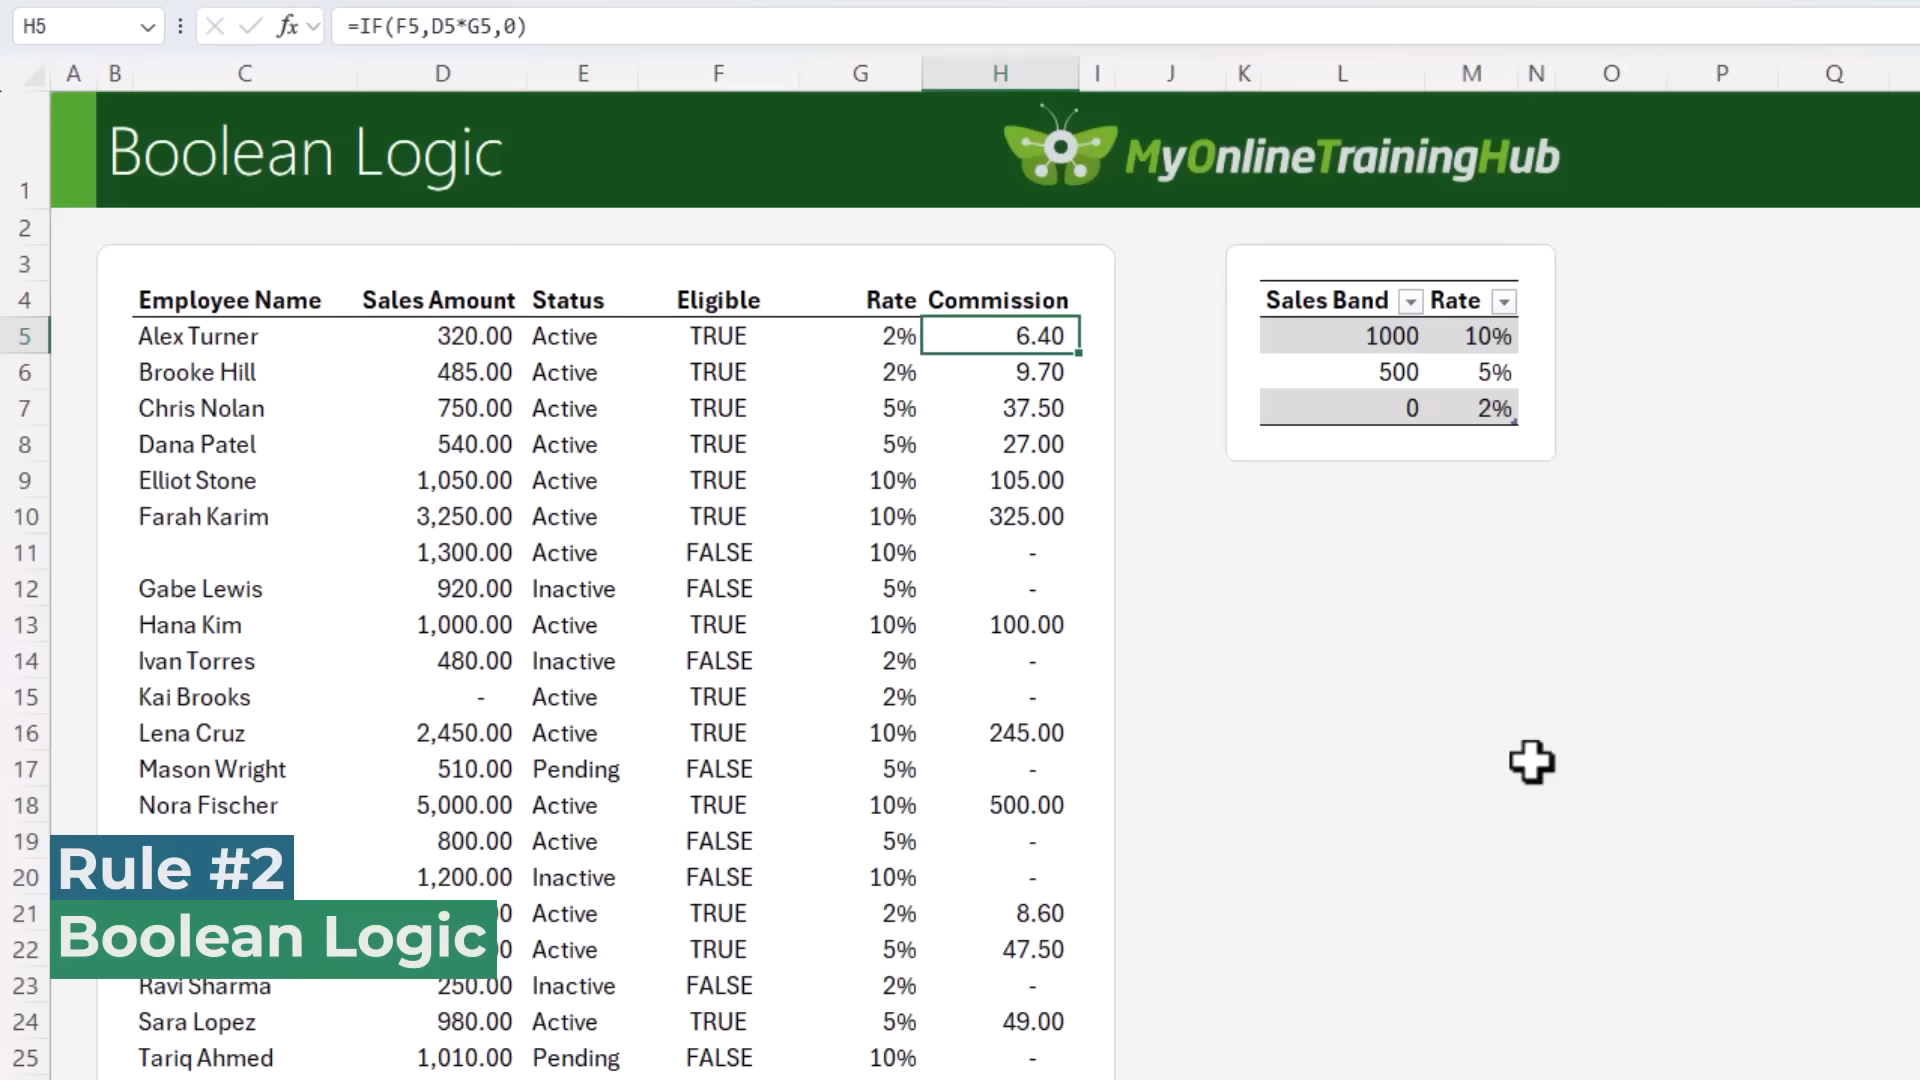 H5 fx =IF(F5,D5*G5,0)
A B C D E F G H I J K L M N O P Q
1 Boolean Logic MyOnlineTrainingHub
2
3
4 Employee Name Sales Amount Status Eligible Rate Commission Sales Band Rate
5 Alex Turner 320.00 Active TRUE 2% 6.40 1000 10%
6 Brooke Hill 485.00 Active TRUE 2% 9.70 500 5%
7 Chris Nolan 750.00 Active TRUE 5% 37.50 0 2%
8 Dana Patel 540.00 Active TRUE 5% 27.00
9 Elliot Stone 1,050.00 Active TRUE 10% 105.00
10 Farah Karim 3,250.00 Active TRUE 10% 325.00
11 1,300.00 Active FALSE 10% -
12 Gabe Lewis 920.00 Inactive FALSE 5% -
13 Hana Kim 1,000.00 Active TRUE 10% 100.00
14 Ivan Torres 480.00 Inactive FALSE 2% -
15 Kai Brooks - Active TRUE 2% -
16 Lena Cruz 2,450.00 Active TRUE 10% 245.00
17 Mason Wright 510.00 Pending FALSE 5% -
18 Nora Fischer 5,000.00 Active TRUE 10% 500.00
19 800.00 Active FALSE 5% -
Rule #2
20 1,200.00 Inactive FALSE 10% -
21 Active TRUE 2% 8.60
Boolean Logic
22 Active TRUE 5% 47.50
23 Ravi Sharma 250.00 Inactive FALSE 2% -
24 Sara Lopez 980.00 Active TRUE 5% 49.00
25 Tariq Ahmed 1,010.00 Pending FALSE 10% -